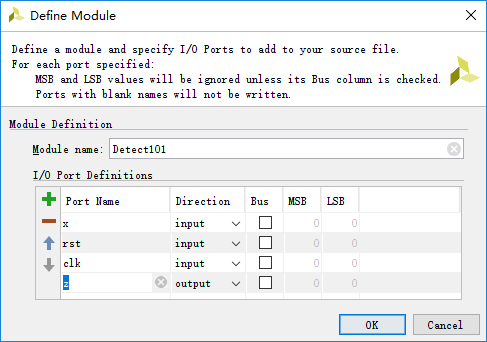 Define Module
Define a module and specify I/O Ports to add to your source file.
For each port specified:
MSB and LSB values will be ignored unless its Bus column is checked.
Ports with blank names will not be written.
Module Definition
Module name: Detect101
I/O Port Definitions
Port Name Direction Bus MSB LSB
x input 0 0
rst input 0 0
clk input 0 0
z output 0 0
OK Cancel